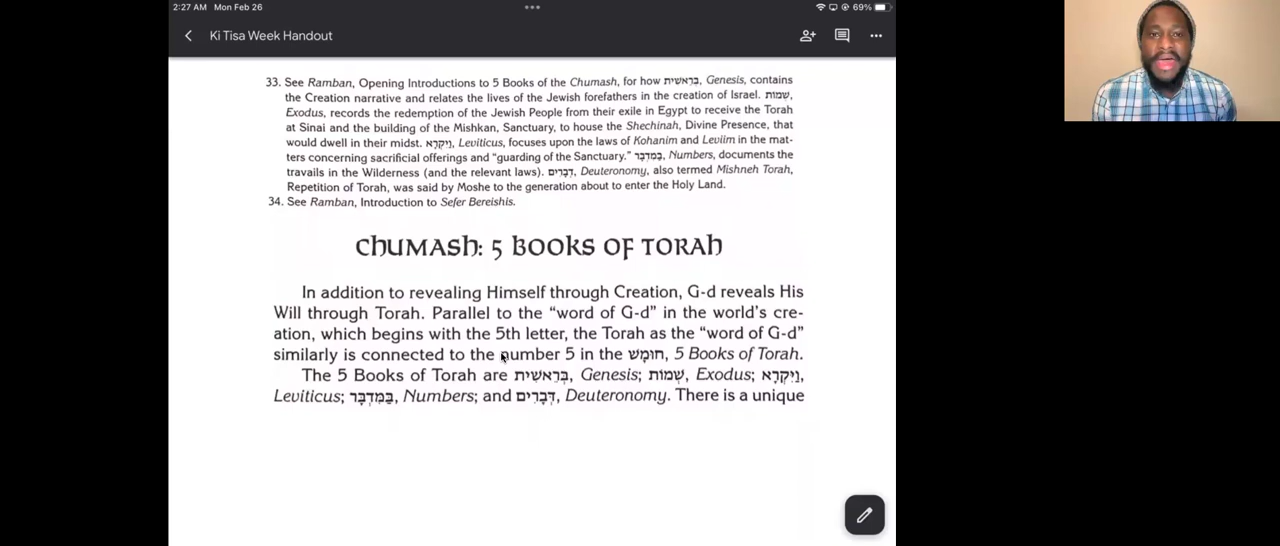 2:27 AM Mon Feb 26
69%
Ki Tisa Week Handout
33. See Ramban, Opening Introductions to 5 Books of the Chumash, for how בְּרֵאשִׁית, Genesis, contains
the Creation narrative and relates the lives of the Jewish forefathers in the creation of Israel. שְׁמוֹת,
Exodus, records the redemption of the Jewish People from their exile in Egypt to receive the Torah
at Sinai and the building of the Mishkan, Sanctuary, to house the Shechinah, Divine Presence, that
would dwell in their midst. וַיִּקְרָא, Leviticus, focuses upon the laws of Kohanim and Leviim in the mat-
ters concerning sacrificial offerings and “guarding of the Sanctuary.” בַּמִּדְבָּר, Numbers, documents the
travails in the Wilderness (and the relevant laws). דְּבָרִים, Deuteronomy, also termed Mishneh Torah,
Repetition of Torah, was said by Moshe to the generation about to enter the Holy Land.
34. See Ramban, Introduction to Sefer Bereishis.
Chumash: 5 Books of Torah
In addition to revealing Himself through Creation, G-d reveals His
Will through Torah. Parallel to the “word of G-d” in the world’s cre-
ation, which begins with the 5th letter, the Torah as the “word of G-d”
similarly is connected to the number 5 in the חוּמָשׁ, 5 Books of Torah.
The 5 Books of Torah are בְּרֵאשִׁית, Genesis; שְׁמוֹת, Exodus; וַיִּקְרָא,
Leviticus; בַּמִּדְבָּר, Numbers; and דְּבָרִים, Deuteronomy. There is a unique